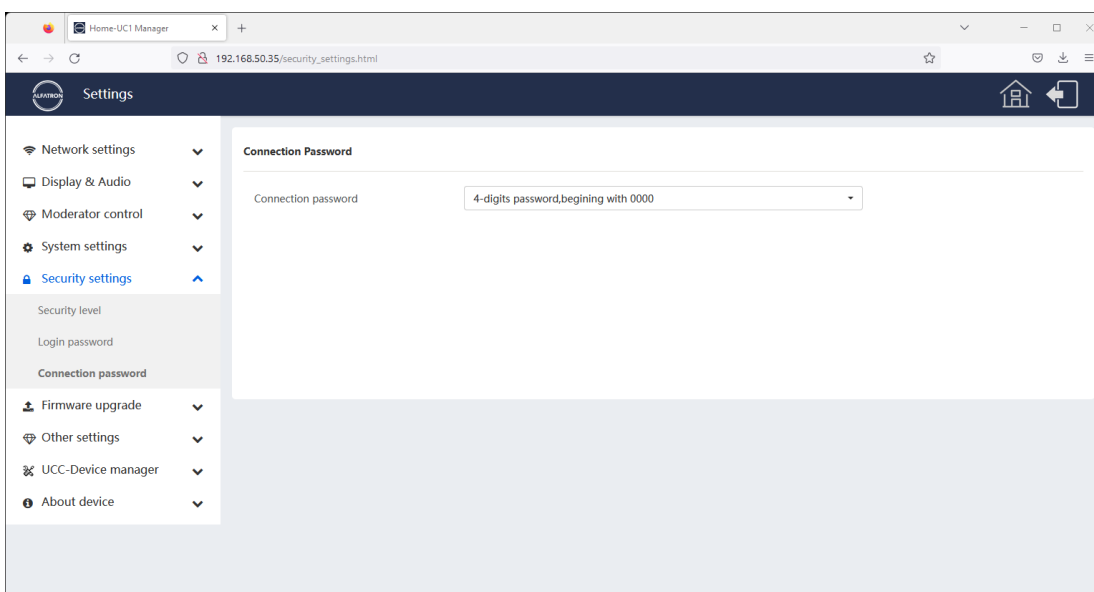 Home-UC1 Manager
192.168.50.35/security_settings.html
ALFATRON
Settings
Network settings
Display & Audio
Moderator control
System settings
Security settings
Security level
Login password
Connection password
Firmware upgrade
Other settings
UCC-Device manager
About device
Connection Password
Connection password
4-digits password,begining with 0000